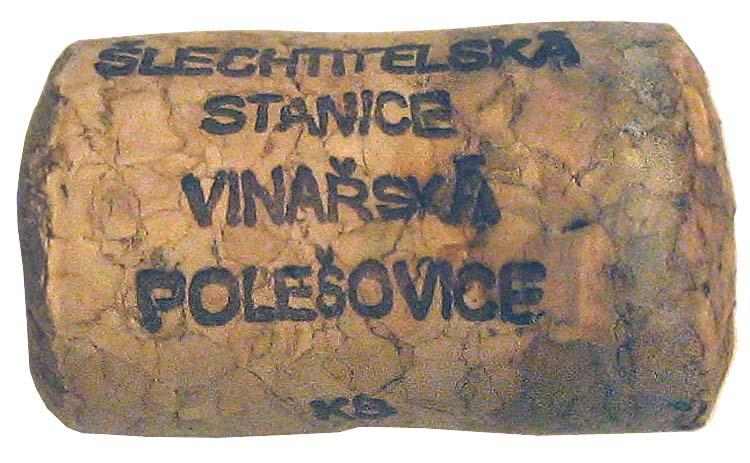 ŠLECHTITELSKÁ
STANICE
VINAŘSKÁ
POLEŠOVICE
KB